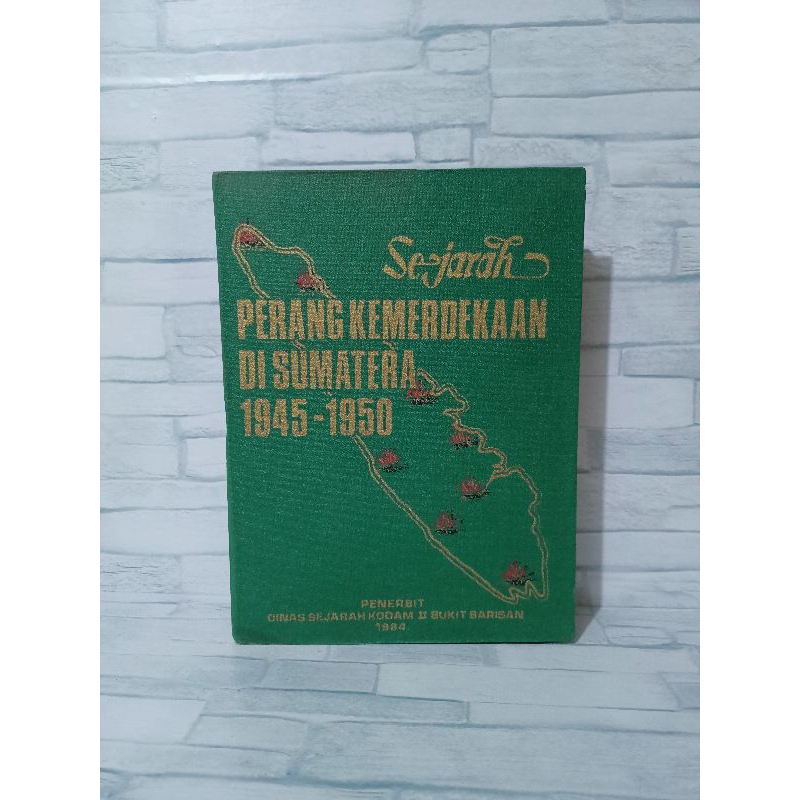 Sejarah
PERANG KEMERDEKAAN
DI SUMATERA
1945-1950
PENERBIT
DINAS SEJARAH KODAM II BUKIT BARISAN
1984